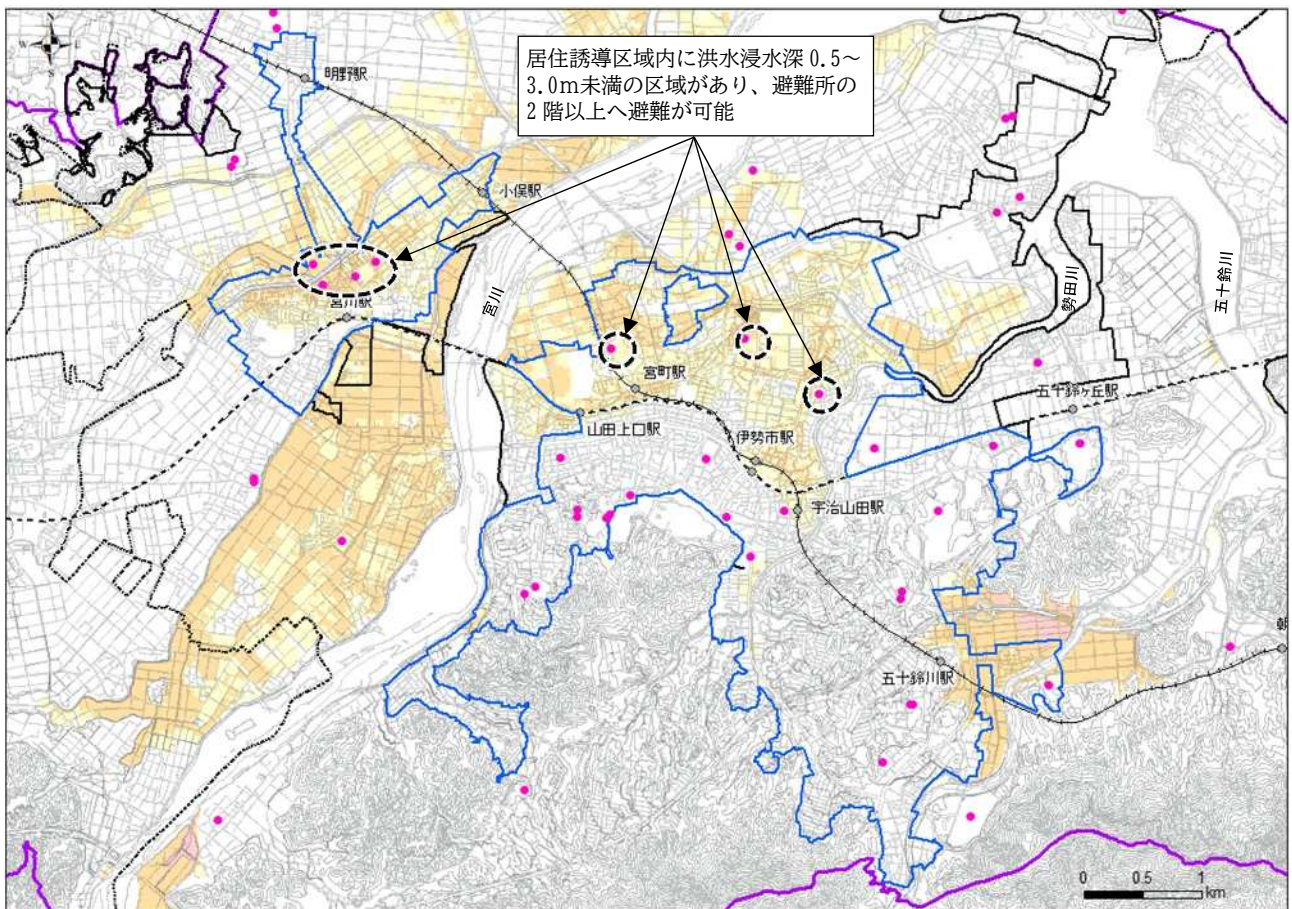 N
W
E
S
居住誘導区域内に洪水浸水深 0.5～
3.0m未満の区域があり、避難所の
2 階以上へ避難が可能
明野駅
小俣駅
宮川
勢田川
五十鈴川
宮川駅
宮町駅
五十鈴ヶ丘駅
山田上口駅
伊勢市駅
宇治山田駅
五十鈴川駅
朝
0 0.5 1
km